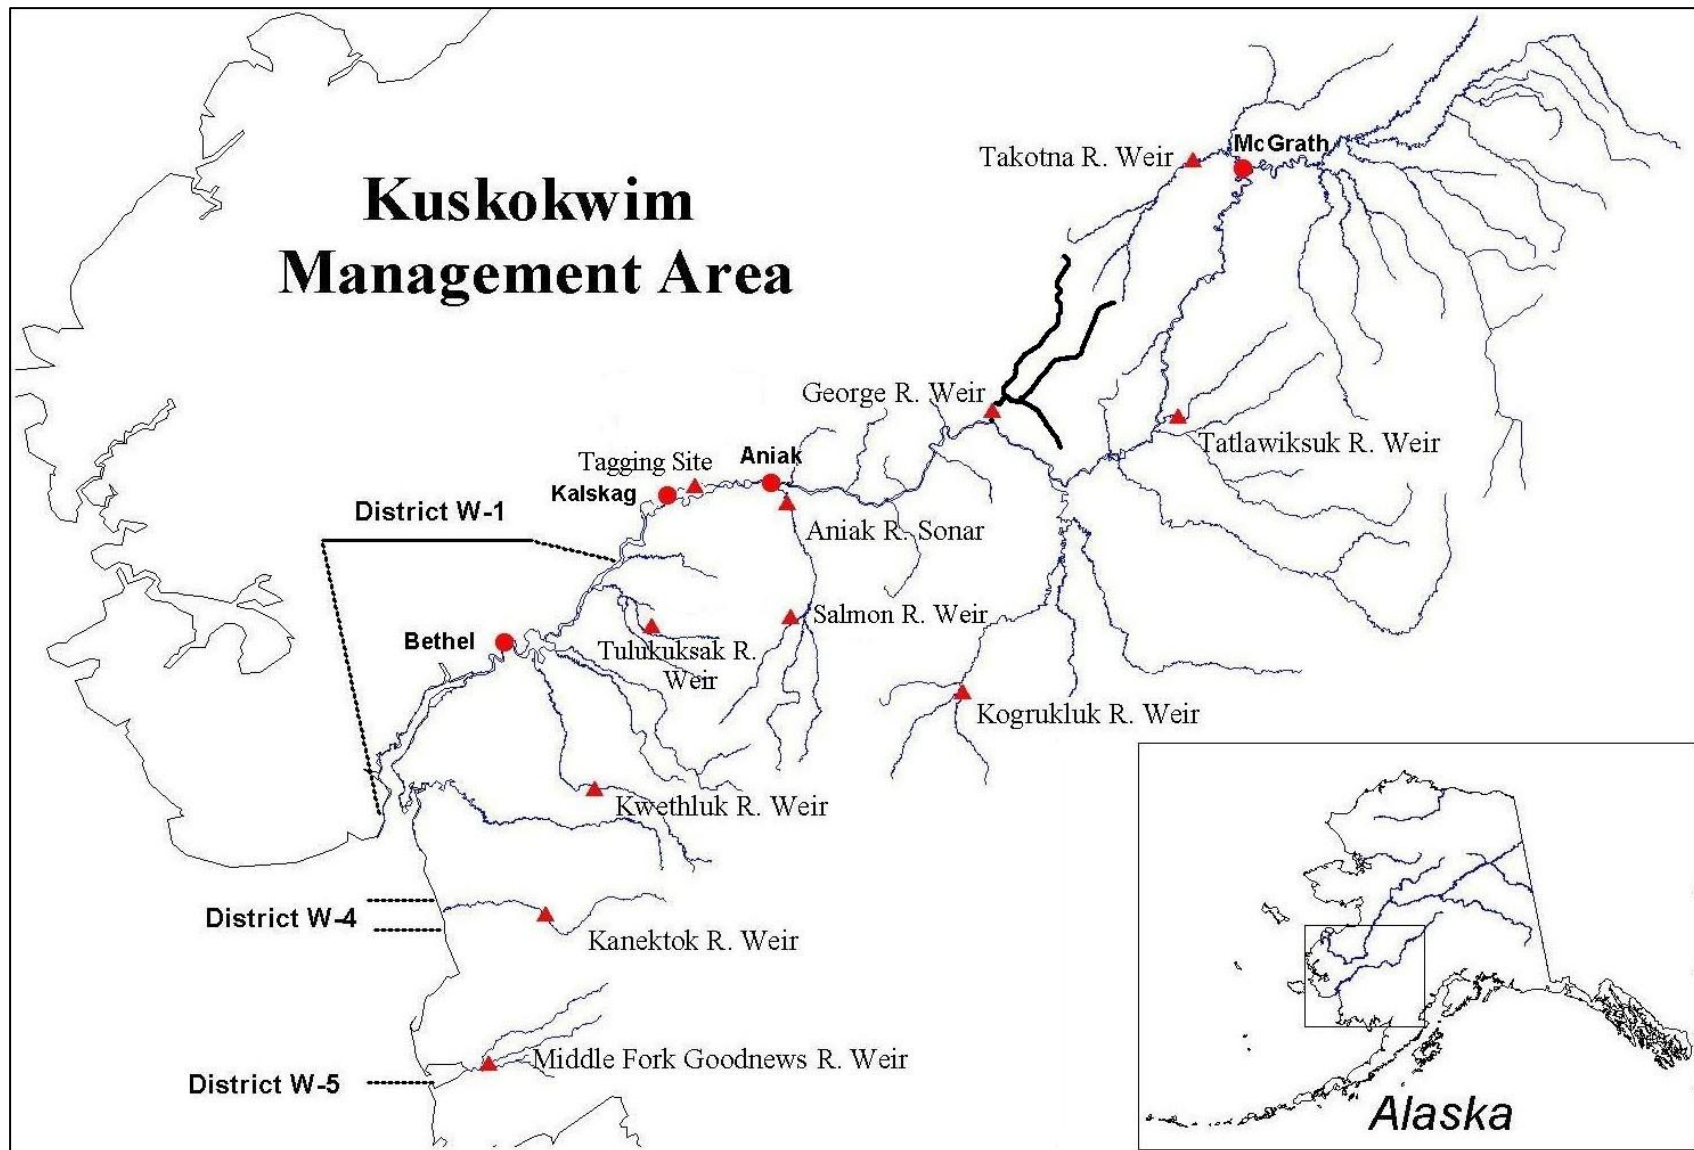 Kuskokwim
Management Area
McGrath
Takotna R. Weir
George R. Weir
Tatlawiksuk R. Weir
Aniak
Tagging Site
Kalskag
District W-1
Aniak R. Sonar
Salmon R. Weir
Bethel
Tulukuksak R.
Weir
Kogrukluk R. Weir
Kwethluk R. Weir
District W-4
Kanektok R. Weir
Middle Fork Goodnews R. Weir
District W-5
Alaska